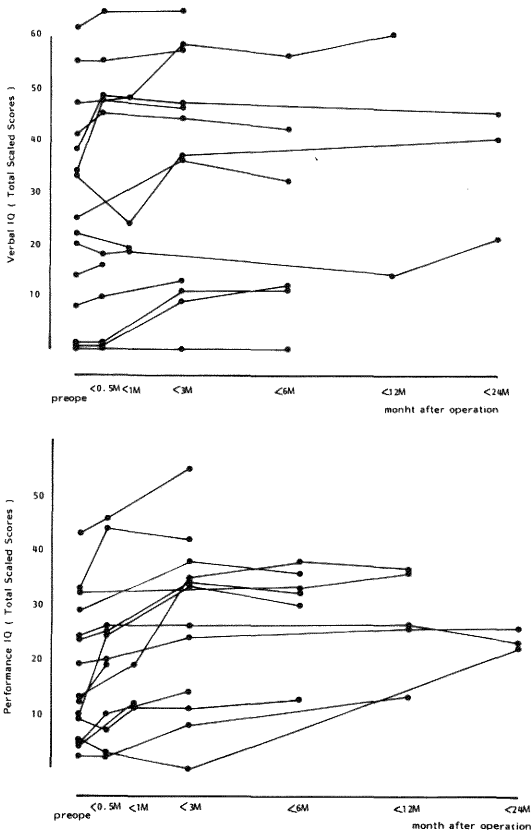 60
50
40
30
20
10
Verbal IQ ( Total Scaled Scores )
preope
<0.5M <1M <3M <6M <12M <24M
monht after operation
50
40
30
20
10
Performance IQ ( Total Scaled Scores )
preope
<0.5M <1M <3M <6M <12M <24M
month after operation